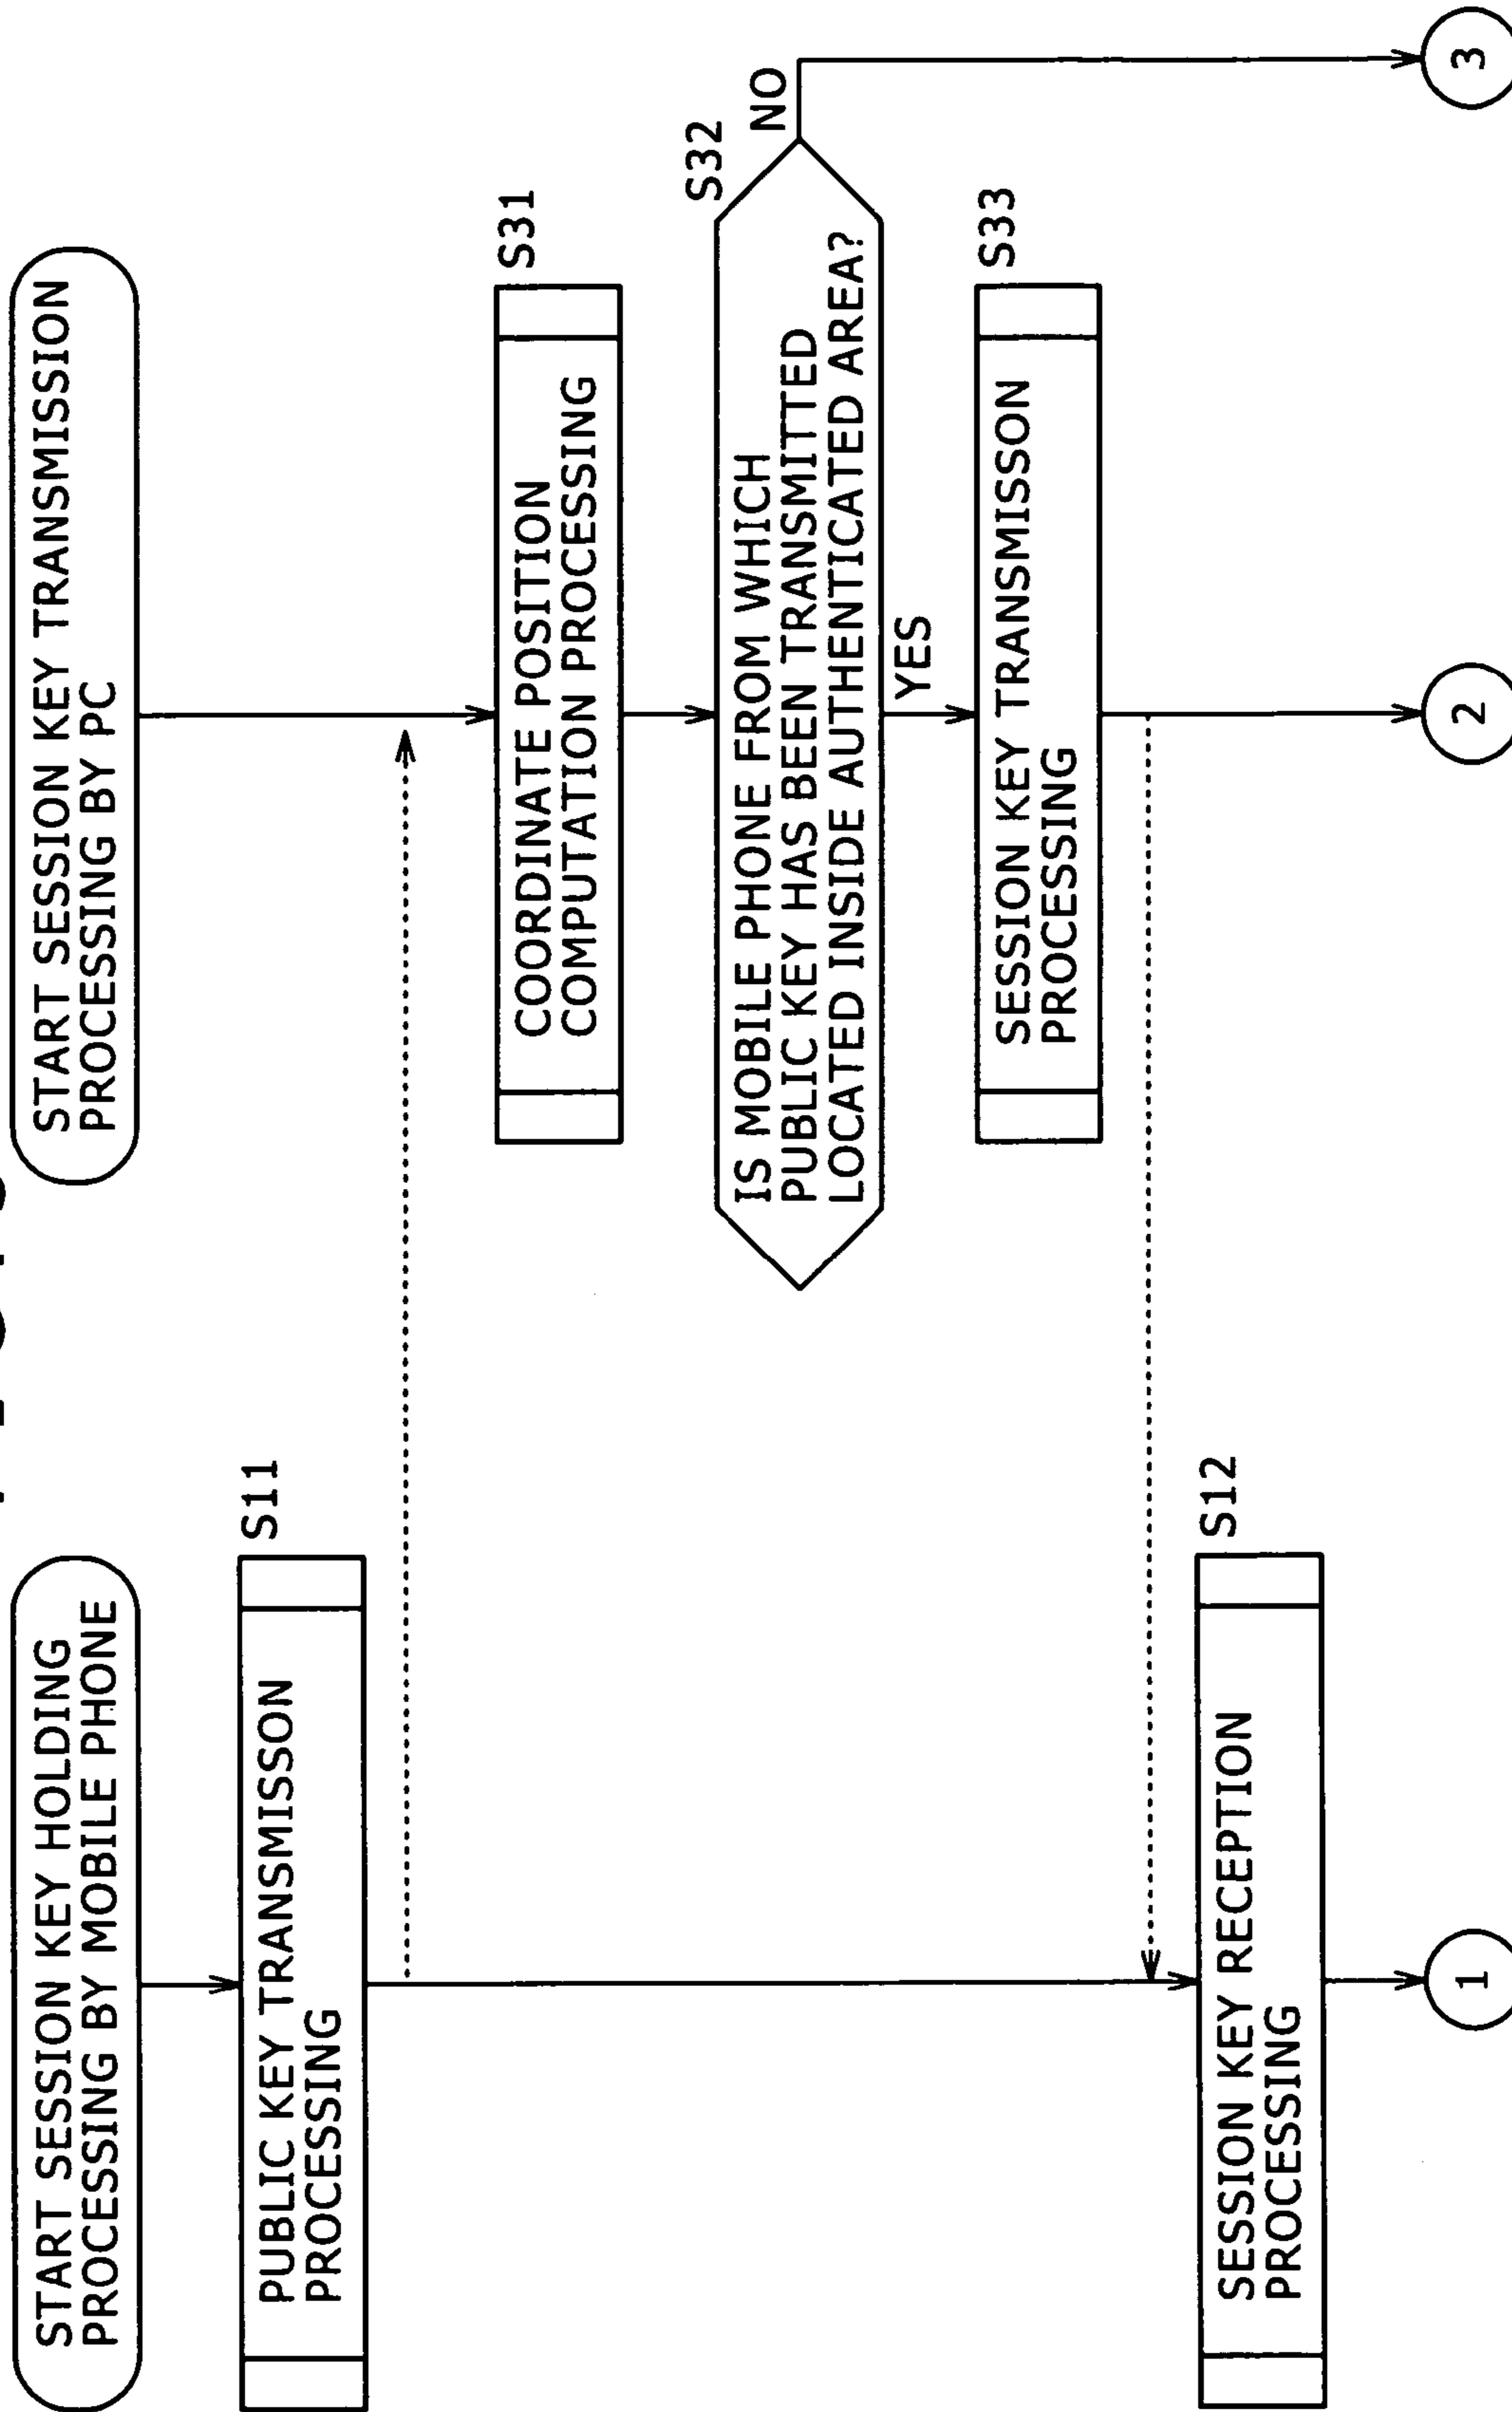 START SESSION KEY HOLDING
PROCESSING BY MOBILE PHONE
S11
PUBLIC KEY TRANSMISSON
PROCESSING
S12
SESSION KEY RECEPTION
PROCESSING
1
START SESSION KEY TRANSMISSION
PROCESSING BY PC
S31
COORDINATE POSITION
COMPUTATION PROCESSING
S32
IS MOBILE PHONE FROM WHICH
PUBLIC KEY HAS BEEN TRANSMITTED
LOCATED INSIDE AUTHENTICATED AREA?
NO
YES
S33
SESSION KEY TRANSMISSON
PROCESSING
2
3